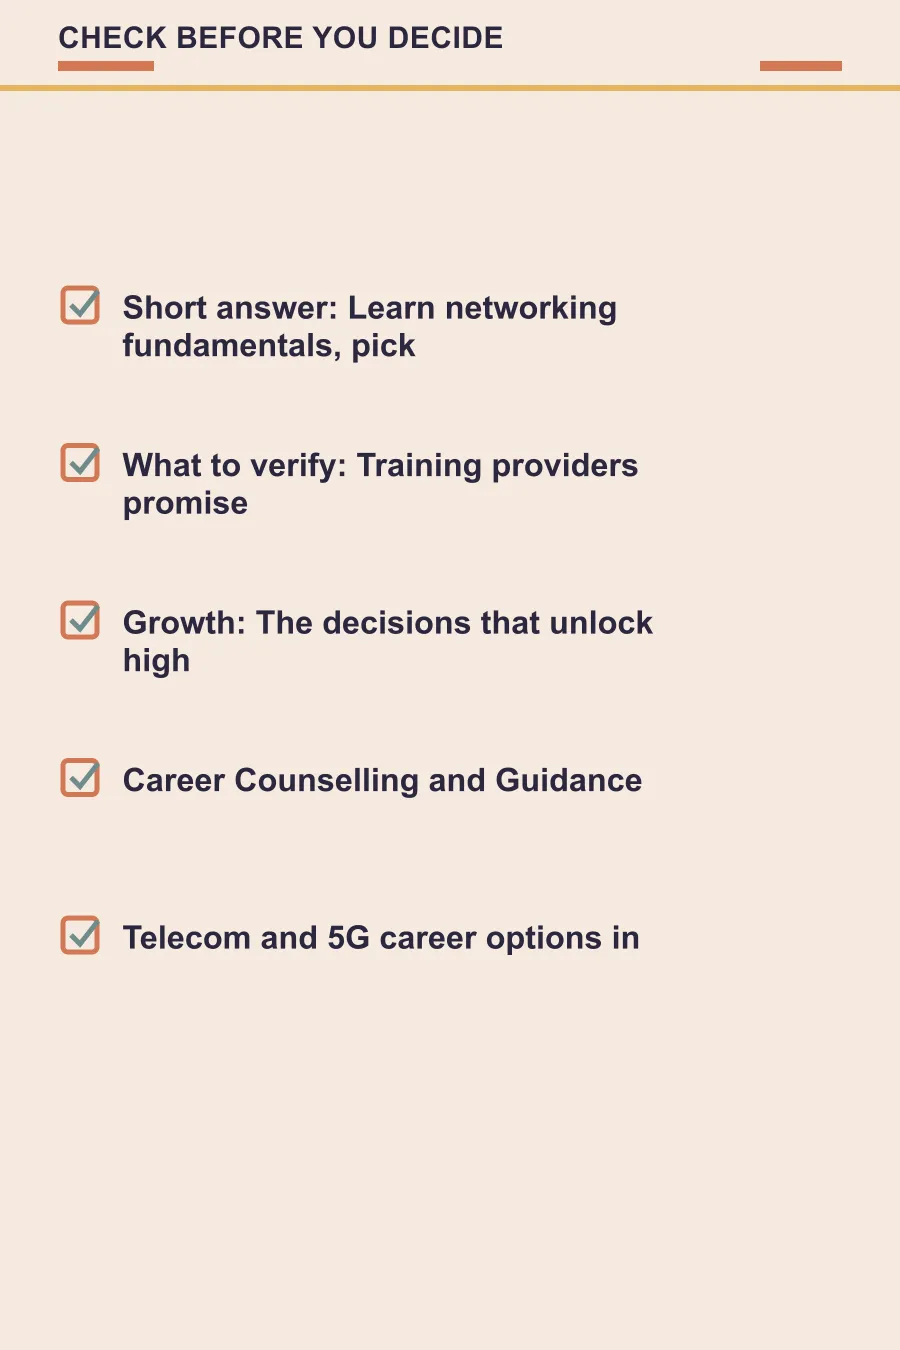 CHECK BEFORE YOU DECIDE
Short answer: Learn networking
fundamentals, pick
What to verify: Training providers
promise
Growth: The decisions that unlock
high
Career Counselling and Guidance
Telecom and 5G career options in